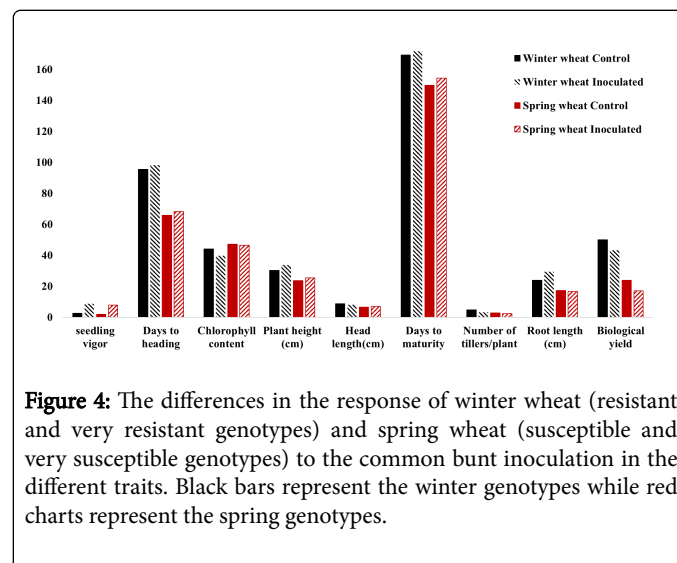 160
140
120
100
80
60
40
20
0
Winter wheat Control
Winter wheat Inoculated
Spring wheat Control
Spring wheat Inoculated
seedling vigor
Days to heading
Chlorophyll content
Plant height (cm)
Head length(cm)
Days to maturity
Number of tillers/plant
Root length (cm)
Biological yield
Figure 4: The differences in the response of winter wheat (resistant
and very resistant genotypes) and spring wheat (susceptible and
very susceptible genotypes) to the common bunt inoculation in the
different traits. Black bars represent the winter genotypes while red
charts represent the spring genotypes.